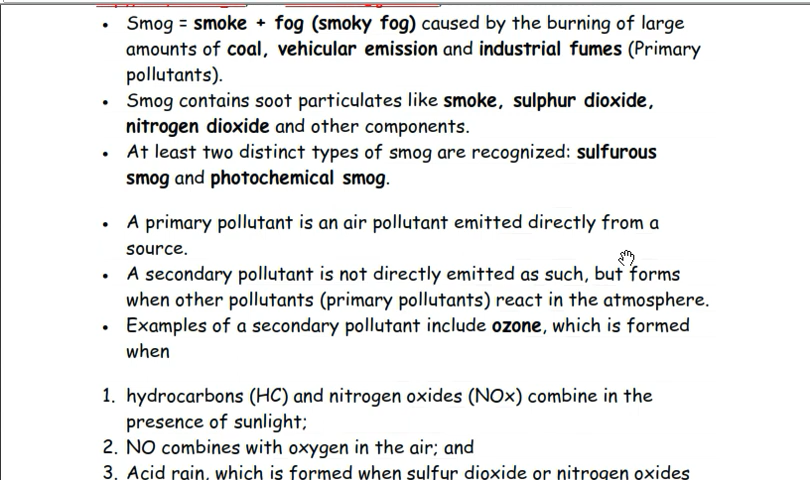 • Smog = smoke + fog (smoky fog) caused by the burning of large
amounts of coal, vehicular emission and industrial fumes (Primary
pollutants).
• Smog contains soot particulates like smoke, sulphur dioxide,
nitrogen dioxide and other components.
• At least two distinct types of smog are recognized: sulfurous
smog and photochemical smog.
• A primary pollutant is an air pollutant emitted directly from a
source.
• A secondary pollutant is not directly emitted as such, but forms
when other pollutants (primary pollutants) react in the atmosphere.
• Examples of a secondary pollutant include ozone, which is formed
when
1. hydrocarbons (HC) and nitrogen oxides (NOx) combine in the
presence of sunlight;
2. NO combines with oxygen in the air; and
3. Acid rain, which is formed when sulfur dioxide or nitrogen oxides